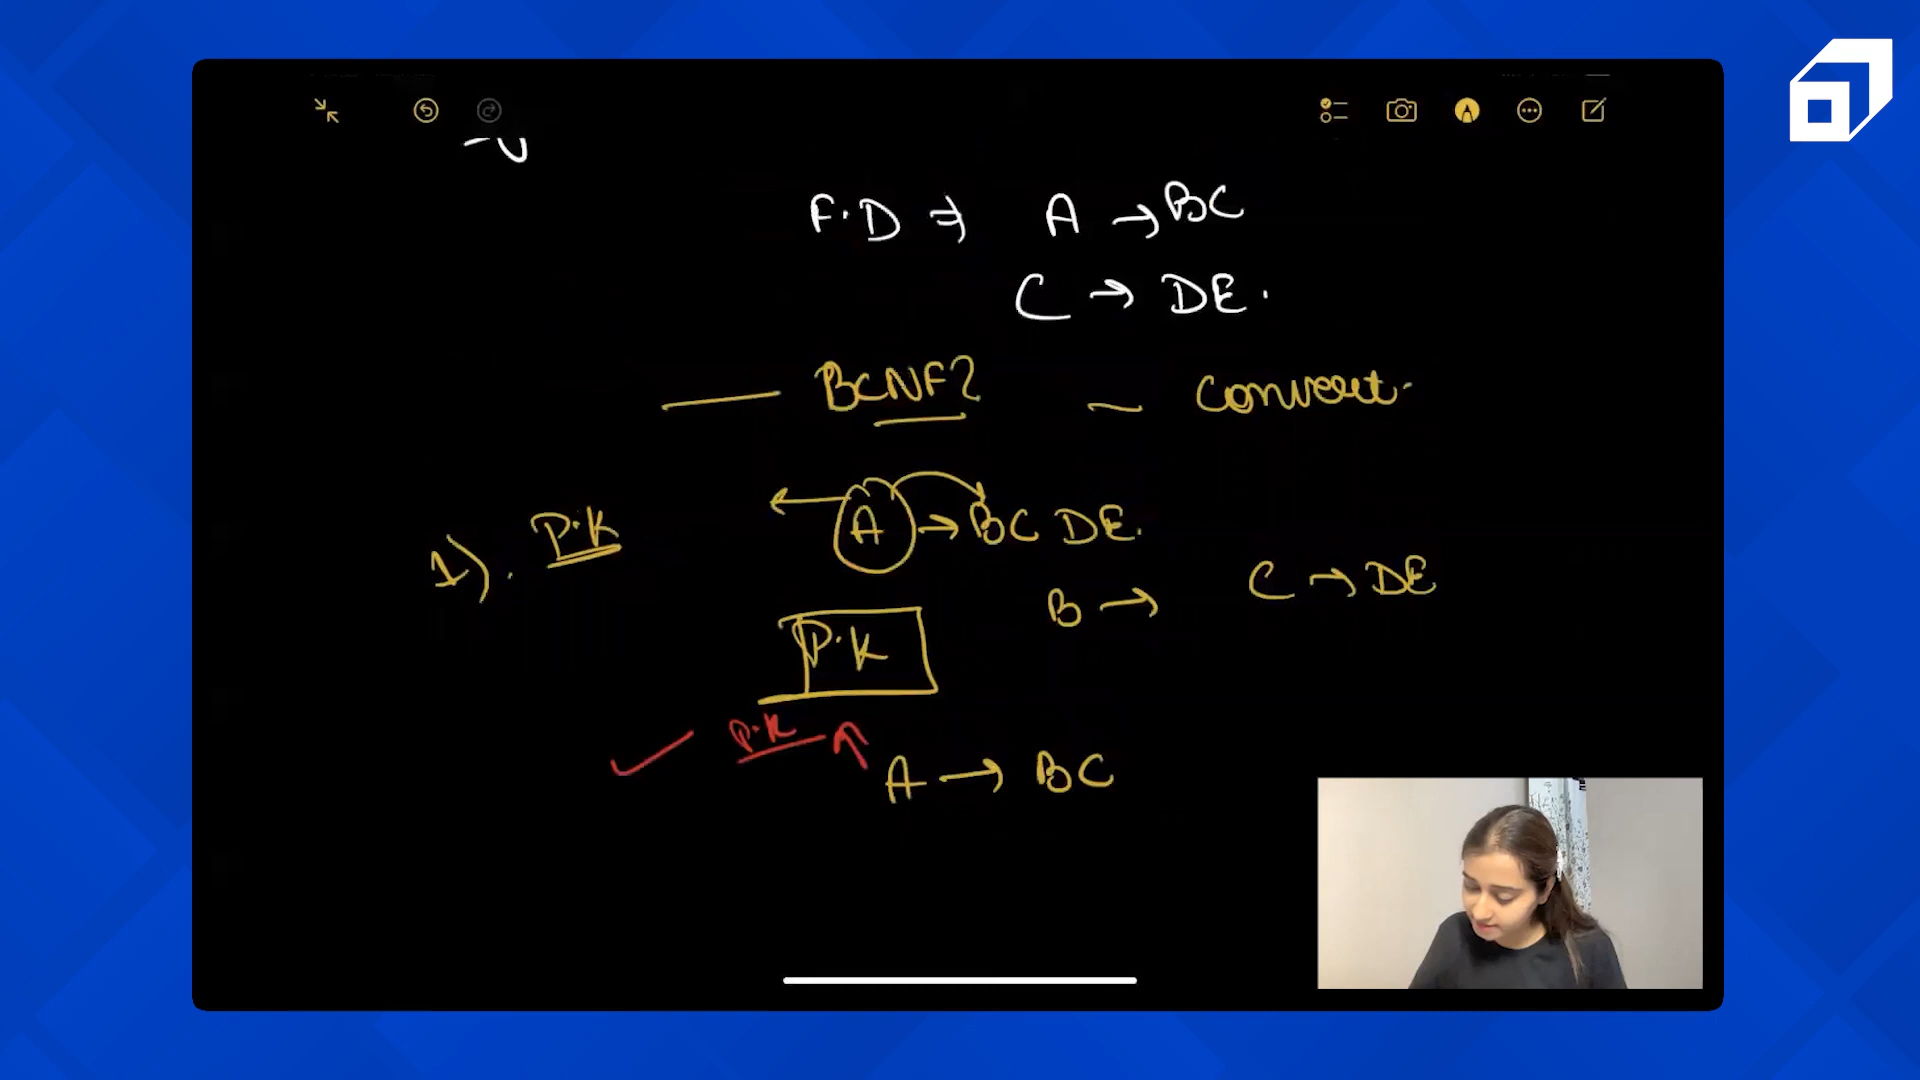 F.D ⇒ A → BC
C → DE.
— BCNF? — Convert.
1). P.K
A → BC DE.
B → C → DE
P.K
P.K
A → BC